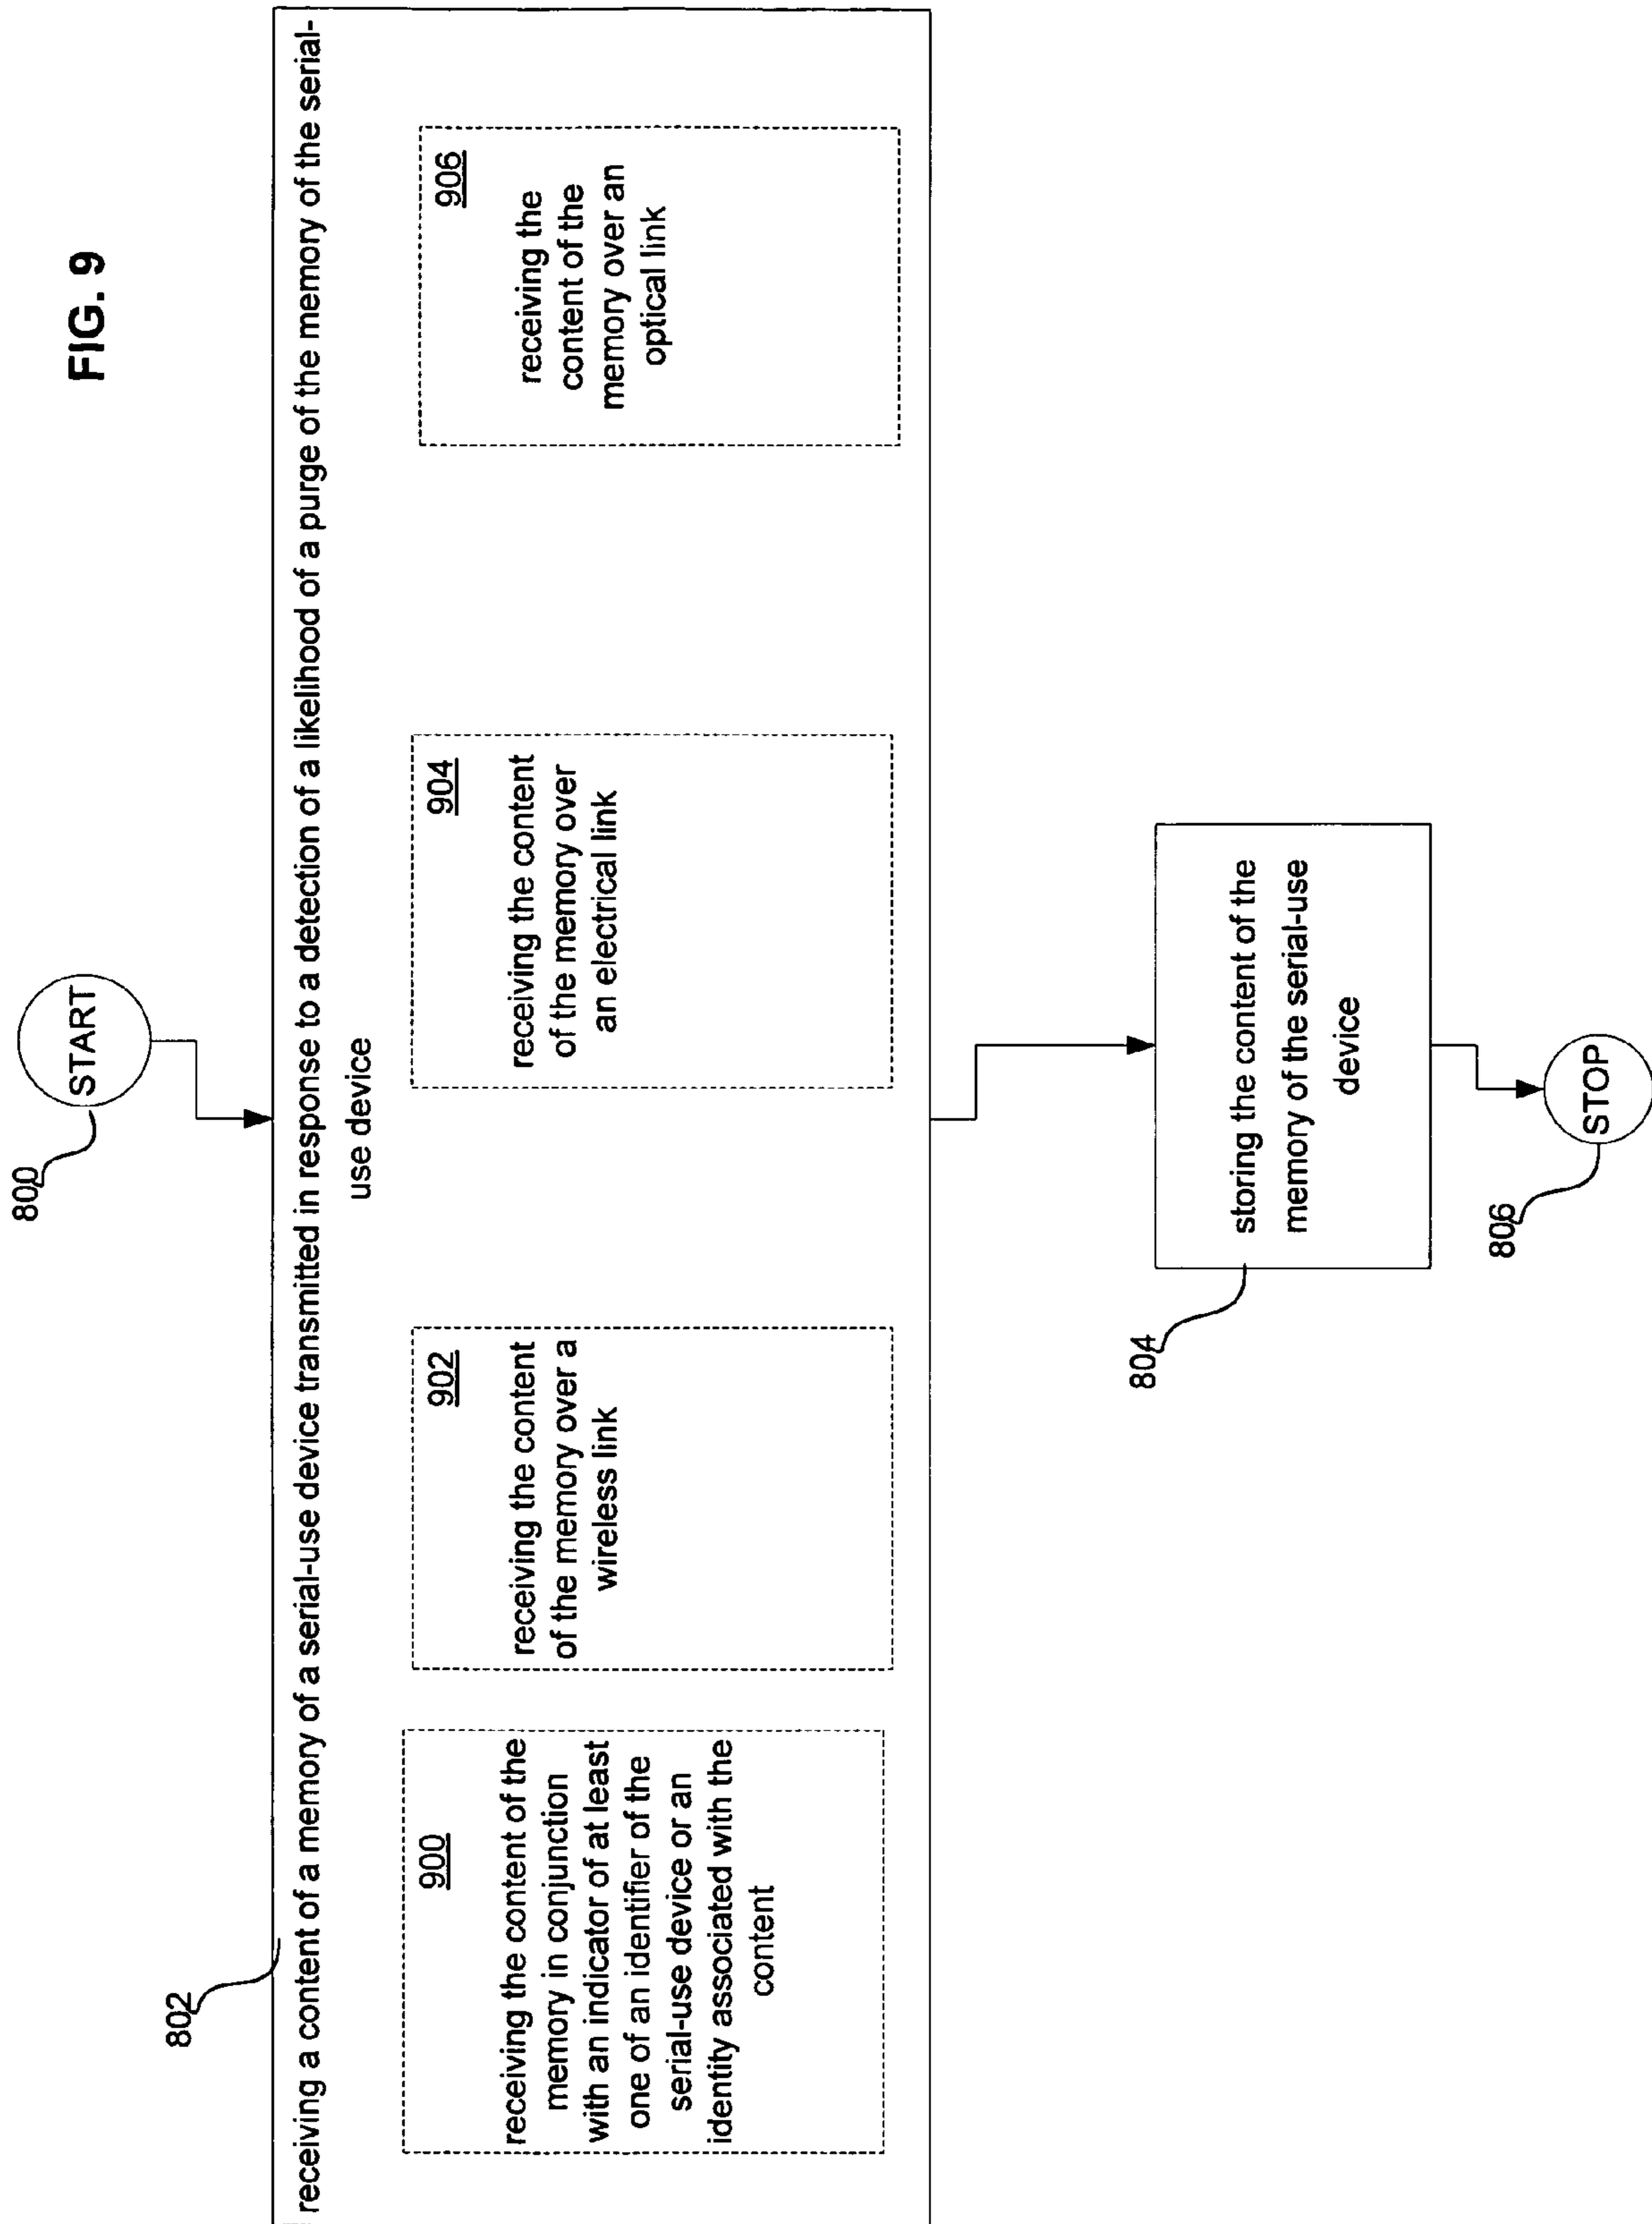 FIG. 9
800
START
802
receiving a content of a memory of a serial-use device transmitted in response to a detection of a likelihood of a purge of the memory of the serial-
use device
900
receiving the content of the
memory in conjunction
with an indicator of at least
one of an identifier of the
serial-use device or an
identity associated with the
content
902
receiving the content
of the memory over a
wireless link
904
receiving the content
of the memory over
an electrical link
906
receiving the
content of the
memory over an
optical link
804
storing the content of the
memory of the serial-use
device
806
STOP